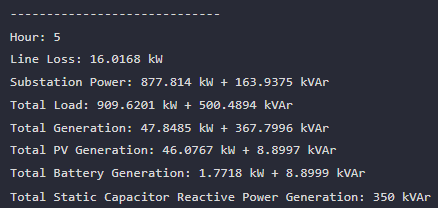 -----------------------------
Hour: 5
Line Loss: 16.0168 kW
Substation Power: 877.814 kW + 163.9375 kVAr
Total Load: 909.6201 kW + 500.4894 kVAr
Total Generation: 47.8485 kW + 367.7996 kVAr
Total PV Generation: 46.0767 kW + 8.8997 kVAr
Total Battery Generation: 1.7718 kW + 8.8999 kVAr
Total Static Capacitor Reactive Power Generation: 350 kVAr